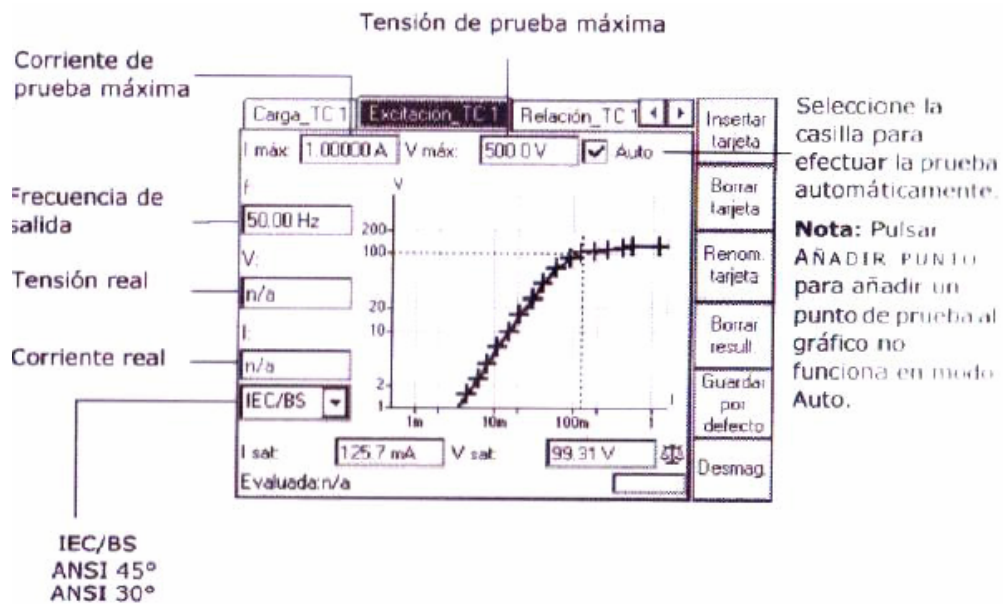 Tensión de prueba máxima
Corriente de
prueba máxima
Carga_TC 1
Excitación_TC 1
Relación_TC 1
I máx: 1.00000 A
V máx: 500.0 V
Auto
f:
50.00 Hz
V:
n/a
I:
n/a
IEC/BS
V
200
100
20
10
2
1
1m
10m
100m
1
I
I sat: 125.7 mA
V sat: 99.31 V
Evaluada:n/a
Insertar
tarjeta
Borrar
tarjeta
Renom.
tarjeta
Borrar
result.
Guardar
por
defecto
Desmag.
Frecuencia de
salida
Tensión real
Corriente real
IEC/BS
ANSI 45°
ANSI 30°
Seleccione la
casilla para
efectuar la prueba
automáticamente.
Nota: Pulsar
AÑADIR PUNTO
para añadir un
punto de prueba al
gráfico no
funciona en modo
Auto.